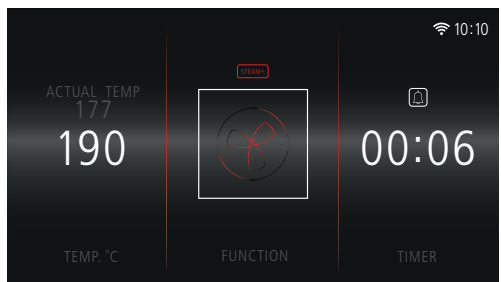 10:10
STEAM+
ACTUAL TEMP
177
190
00:06
TEMP. °C
FUNCTION
TIMER